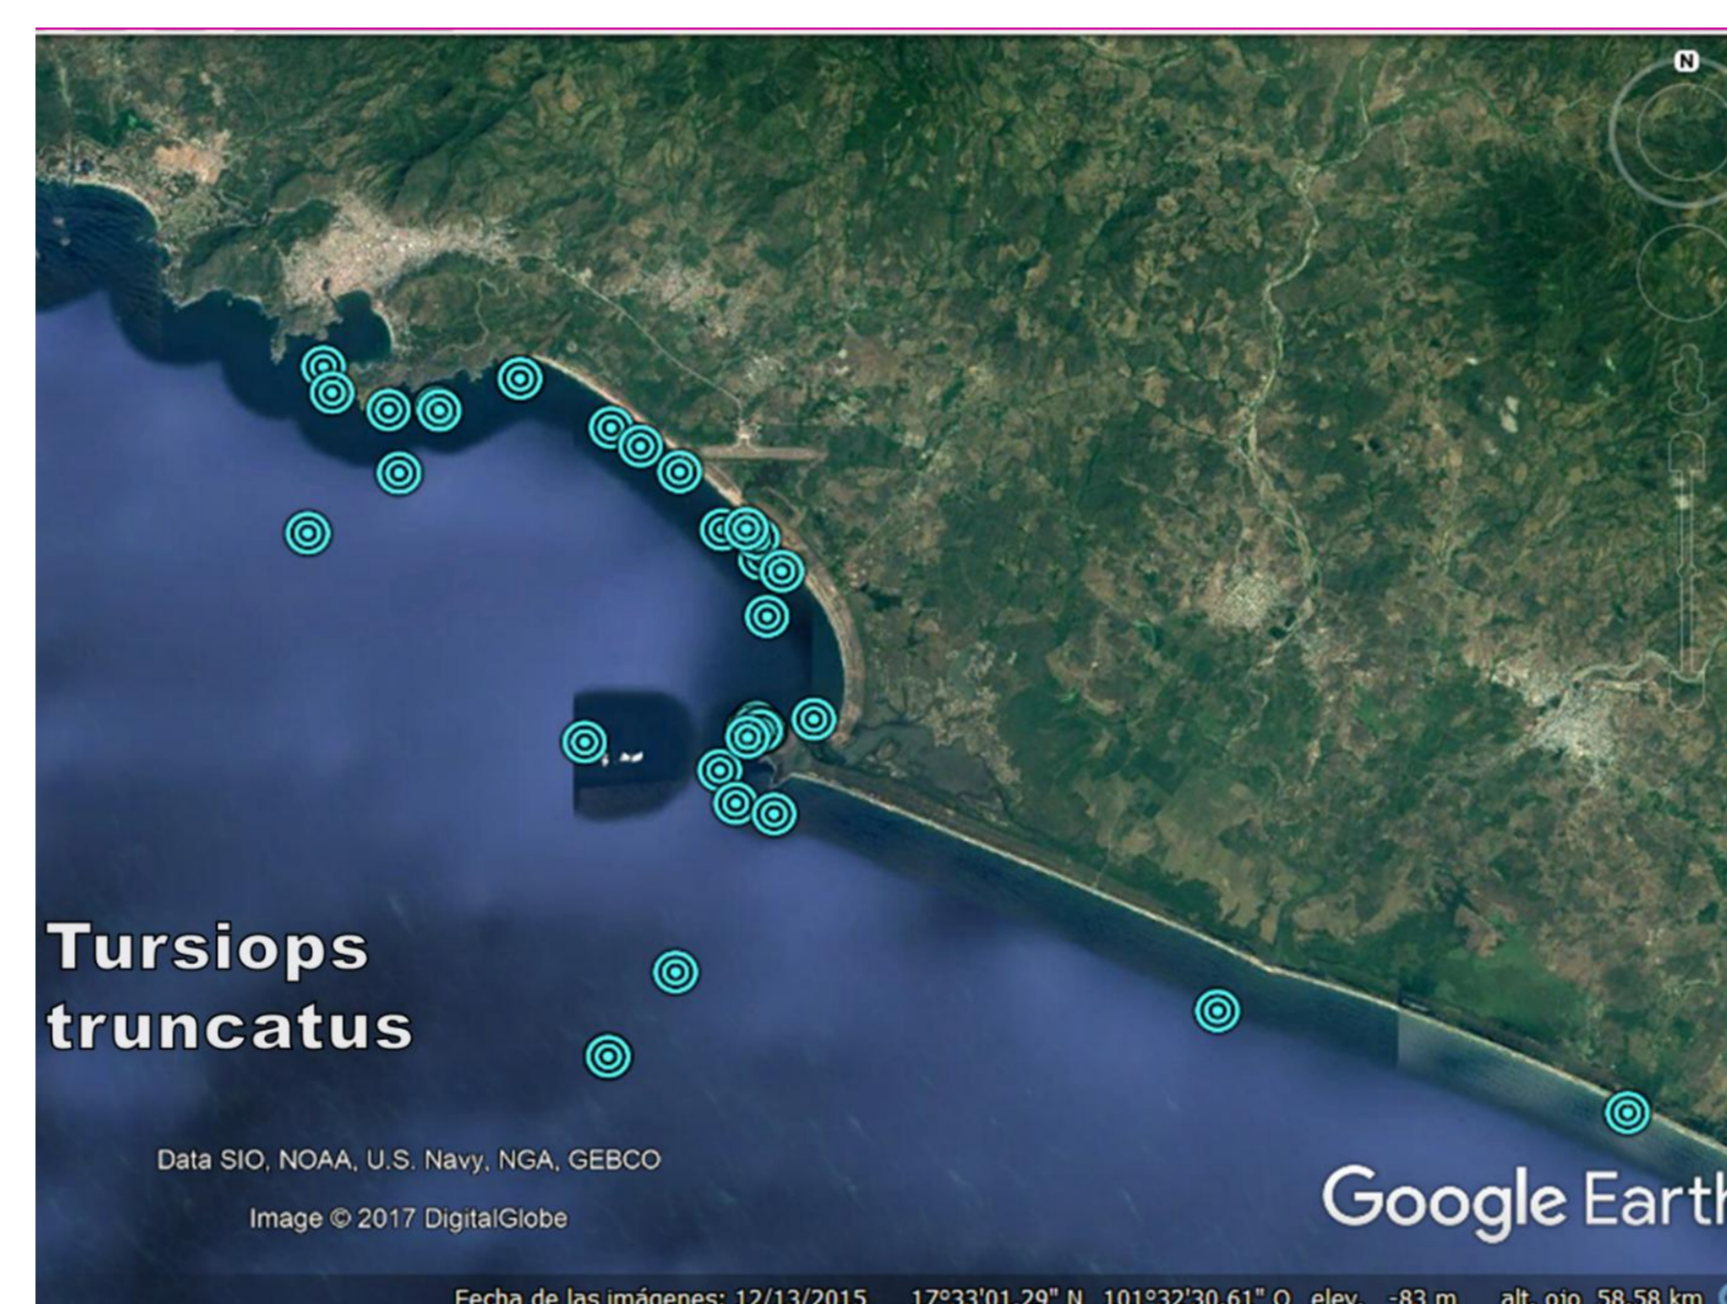 N
Tursiops
truncatus
Data SIO, NOAA, U.S. Navy, NGA, GEBCO
Image © 2017 DigitalGlobe
Google Earth
Fecha de las imágenes: 12/13/2015 17°33'01.29" N 101°32'30.61" O elev. -83 m alt. ojo 58.58 km